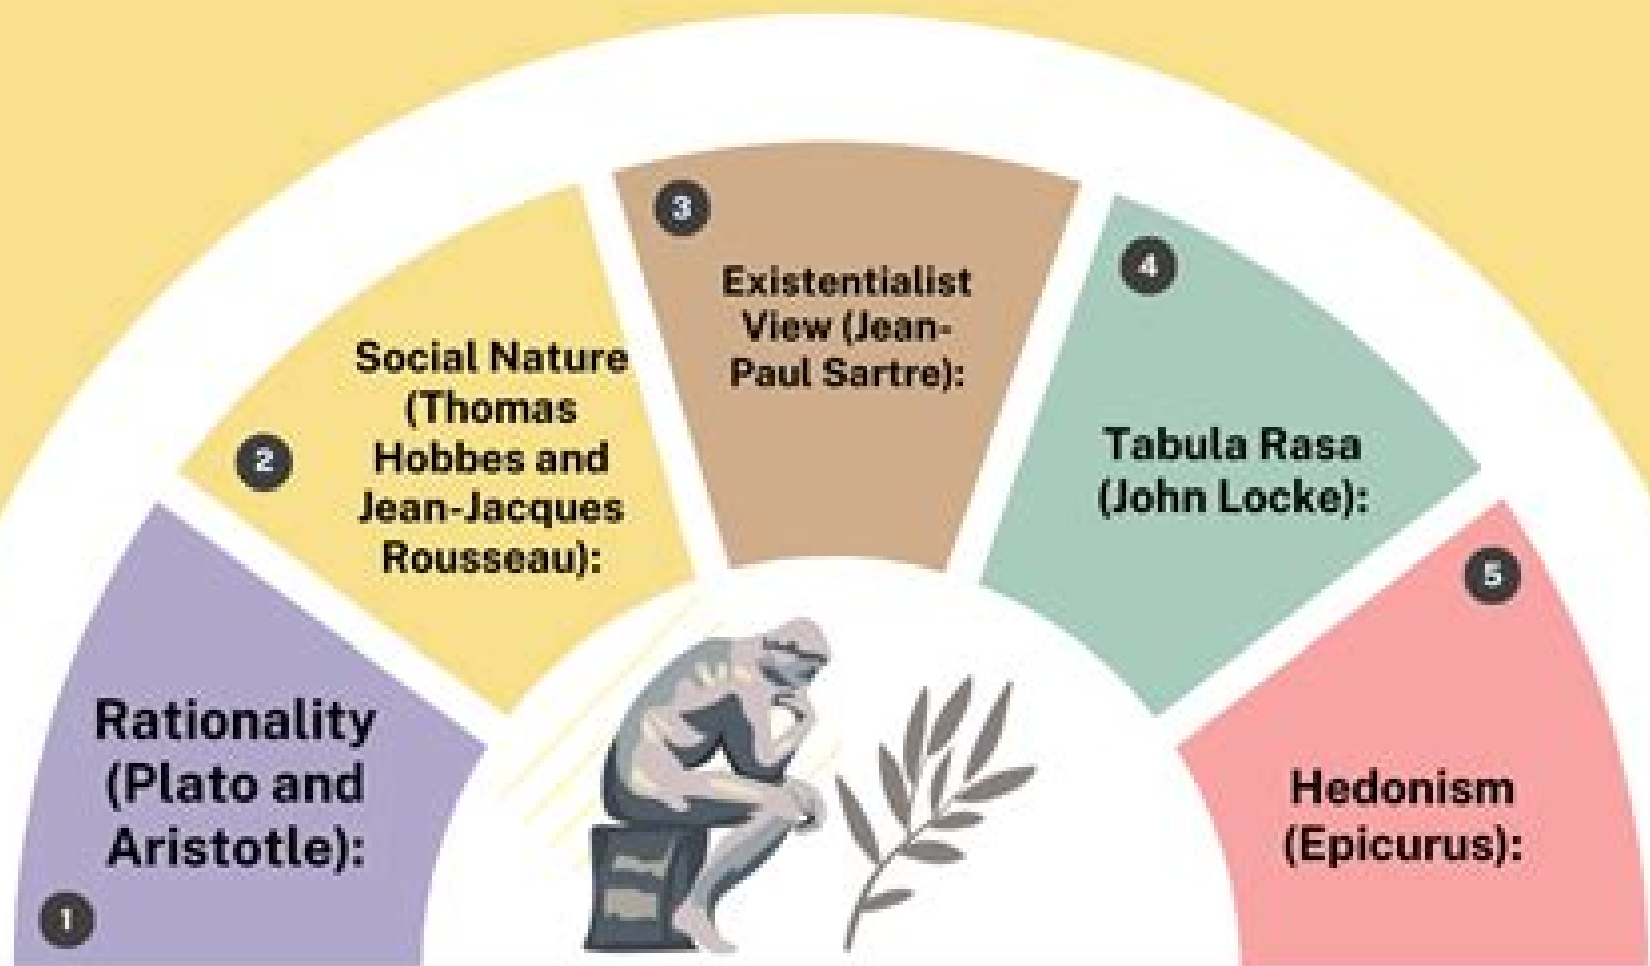 1
Rationality
(Plato and
Aristotle):
2
Social Nature
(Thomas
Hobbes and
Jean-Jacques
Rousseau):
3
Existentialist
View (Jean-
Paul Sartre):
4
Tabula Rasa
(John Locke):
5
Hedonism
(Epicurus):